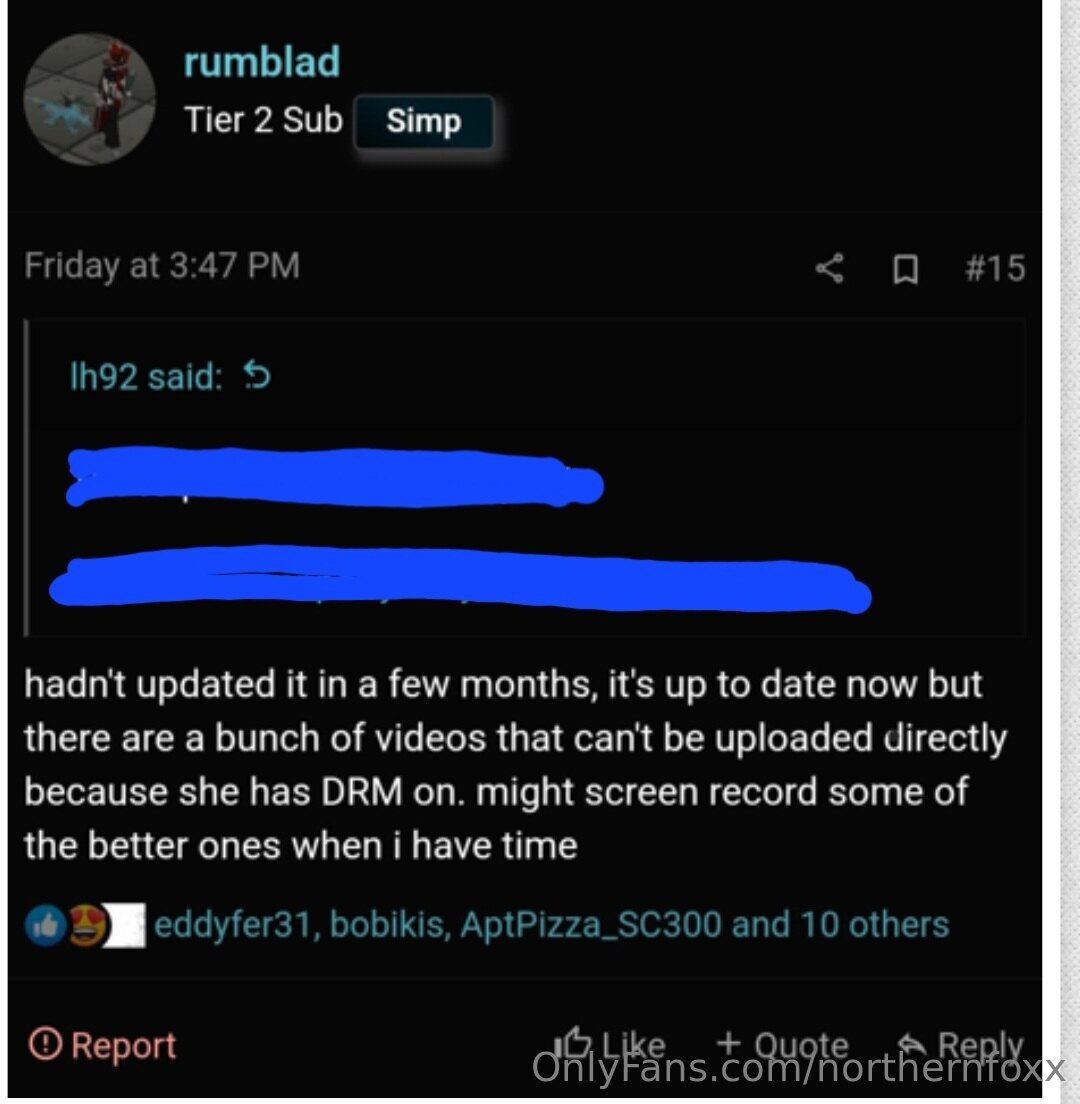 rumblad
Tier 2 Sub Simp
Friday at 3:47 PM #15
lh92 said:
hadn't updated it in a few months, it's up to date now but
there are a bunch of videos that can't be uploaded directly
because she has DRM on. might screen record some of
the better ones when i have time
eddyfer31, bobikis, AptPizza_SC300 and 10 others
Report Like + Quote Reply
OnlyFans.com/northernfoxx